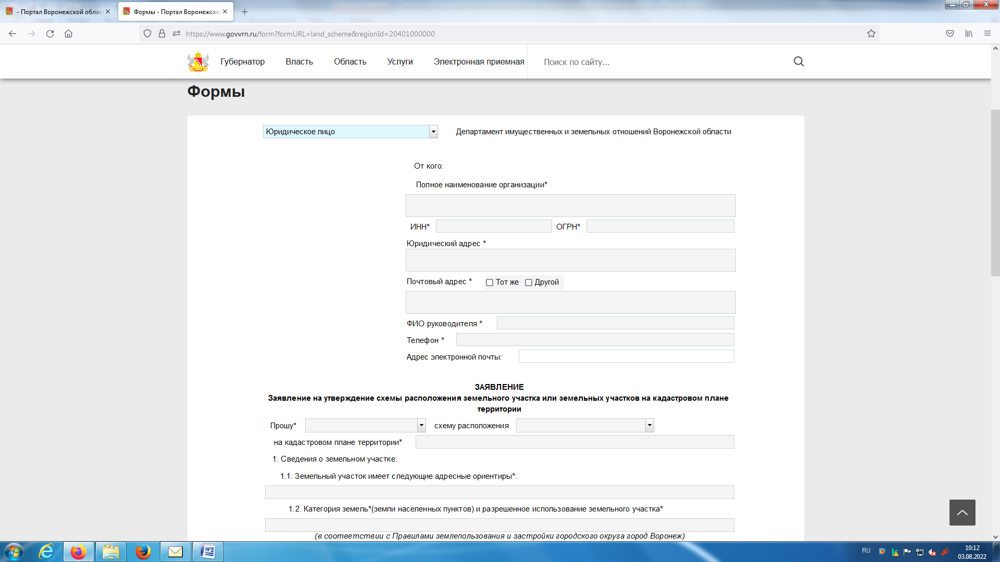 - Портал Воронежской област
Формы - Портал Воронежско
https://www.govvrn.ru/form?formURL=land_scheme&regionId=20401000000
Губернатор Власть Область Услуги Электронная приемная Поиск по сайту...
Формы
Юридическое лицо Департамент имущественных и земельных отношений Воронежской области
От кого:
Полное наименование организации*
ИНН* ОГРН*
Юридический адрес *
Почтовый адрес * Тот же Другой
ФИО руководителя *
Телефон *
Адрес электронной почты:
ЗАЯВЛЕНИЕ
Заявление на утверждение схемы расположения земельного участка или земельных участков на кадастровом плане
территории
Прошу* схему расположения
на кадастровом плане территории*
1. Сведения о земельном участке:
1.1. Земельный участок имеет следующие адресные ориентиры*:
1.2. Категория земель*(земли населенных пунктов) и разрешенное использование земельного участка*
(в соответствии с Правилами землепользования и застройки городского округа город Воронеж)
RU
10:12
03.08.2022